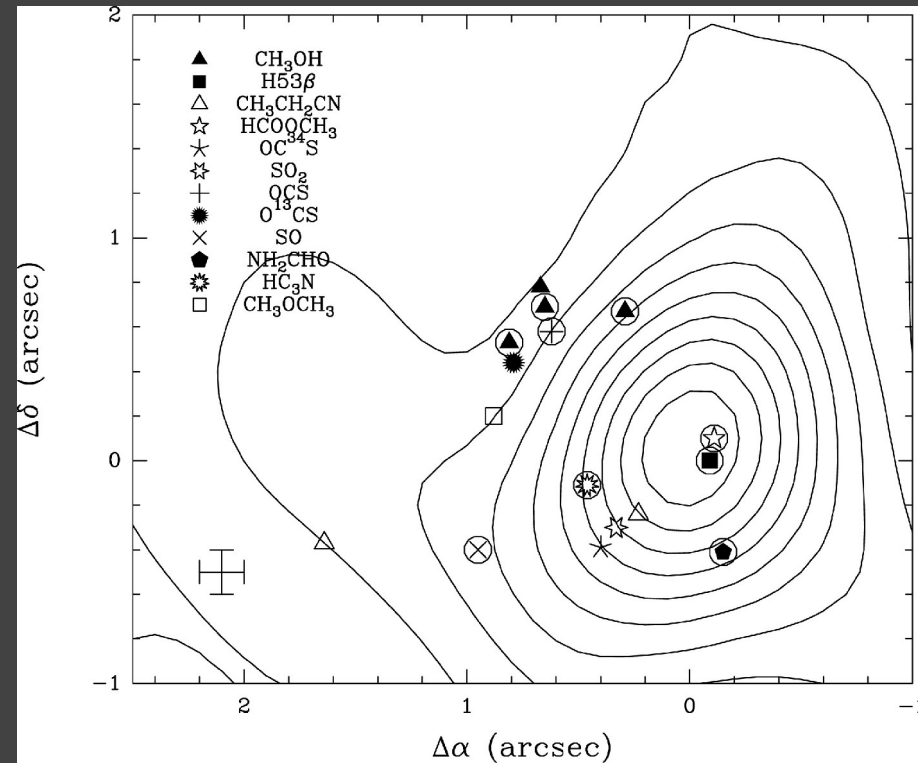 CH₃OH
H53β
CH₃CH₂CN
HCOOCH₃
OC³⁴S
SO₂
OCS
O¹³CS
SO
NH₂CHO
HC₃N
CH₃OCH₃
2
1
0
-1
Δδ (arcsec)
2
1
0
-1
Δα (arcsec)